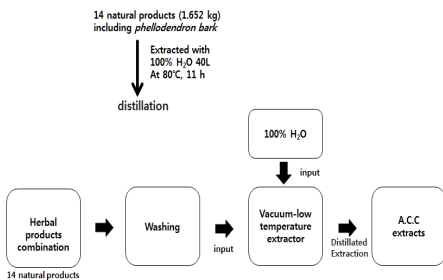 14 natural products (1.652 kg)
including phellodendron bark
Extracted with
100% H₂O 40L
At 80℃, 11 h
distillation
100% H₂O
input
Herbal
products
combination
Washing
input
Vacuum-low
temperature
extractor
Distillated
Extraction
A.C.C
extracts
14 natural products